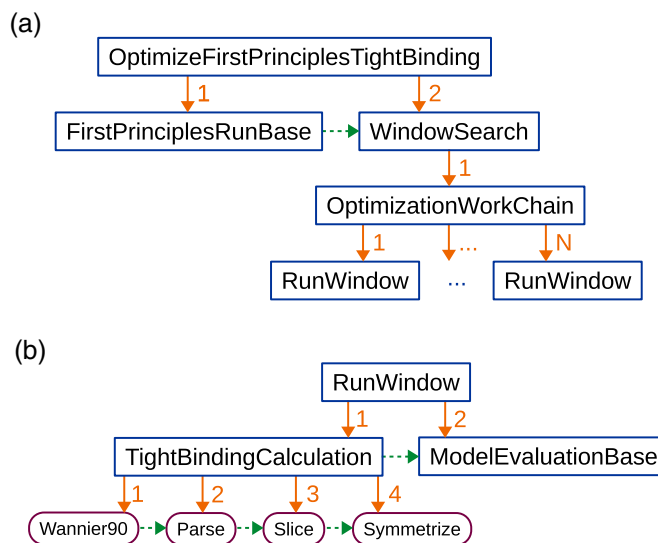 (a)
OptimizeFirstPrinciplesTightBinding
1 2
FirstPrinciplesRunBase WindowSearch
1
OptimizationWorkChain
1 ... N
RunWindow ... RunWindow
(b)
RunWindow
1 2
TightBindingCalculation ModelEvaluationBase
1 2 3 4
Wannier90 Parse Slice Symmetrize